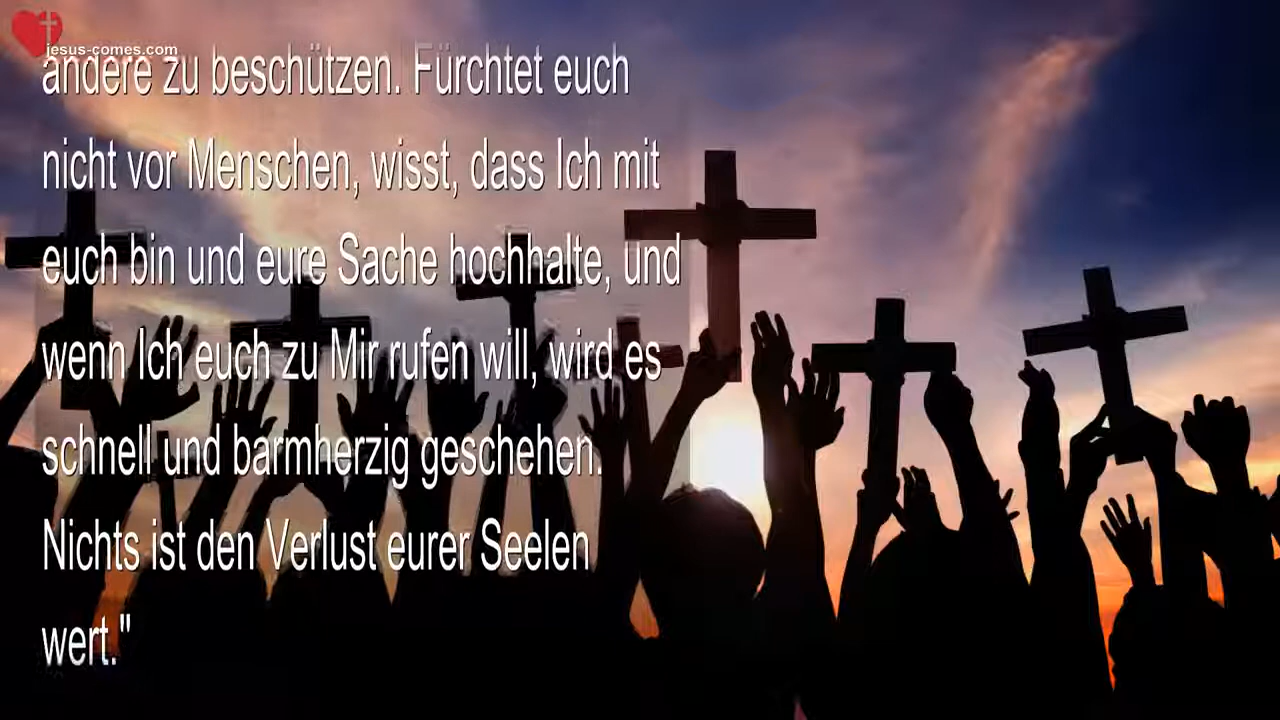 jesus-comes.com
andere zu beschützen. Fürchtet euch
nicht vor Menschen, wisst, dass Ich mit
euch bin und eure Sache hochhalte, und
wenn Ich euch zu Mir rufen will, wird es
schnell und barmherzig geschehen.
Nichts ist den Verlust eurer Seelen
wert."